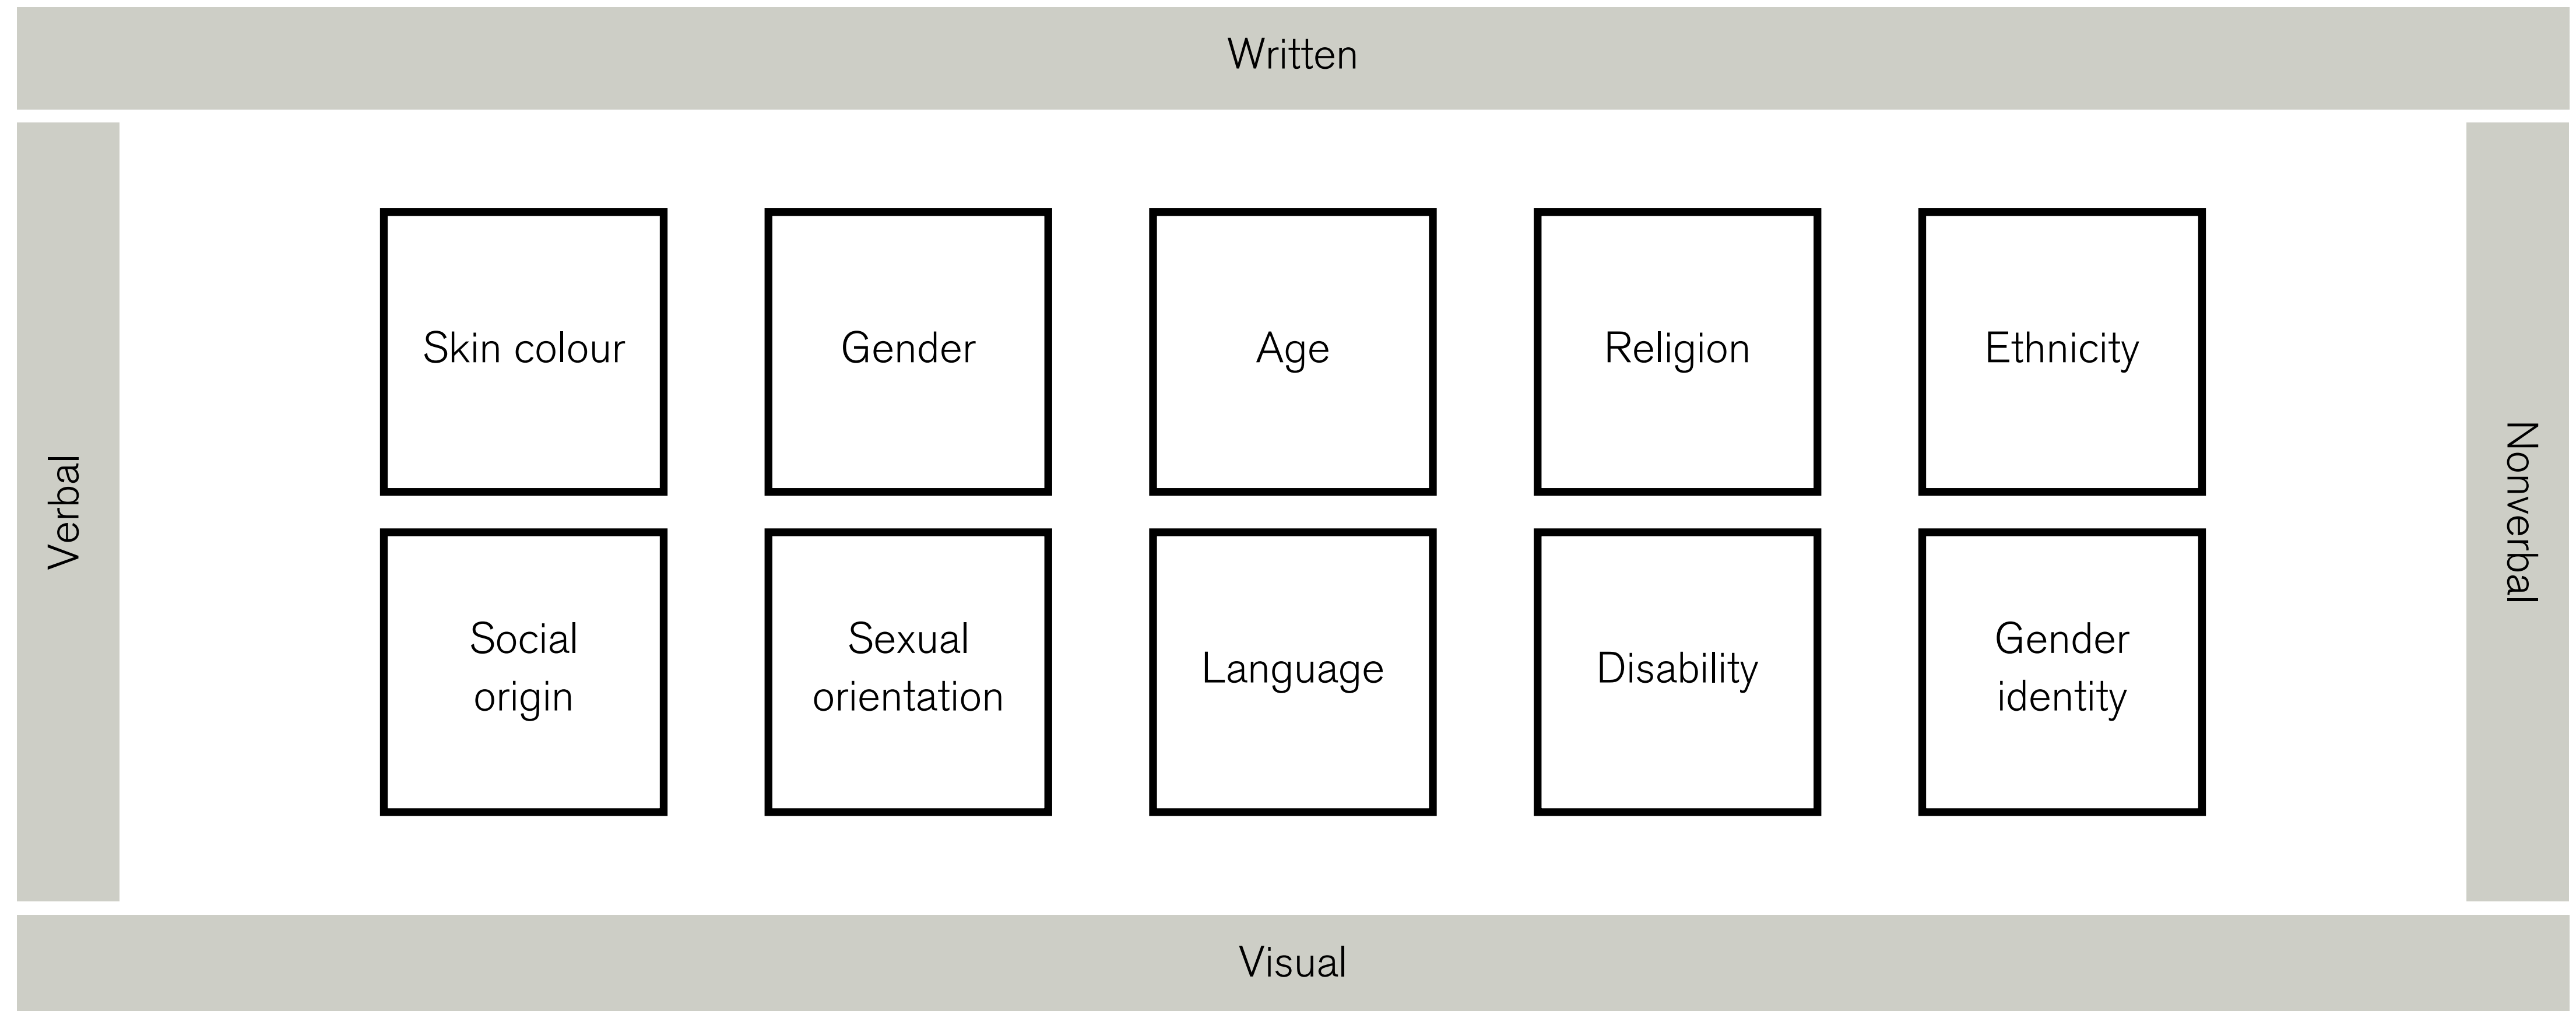 Written
Verbal
Skin colour
Gender
Age
Religion
Ethnicity
Social
origin
Sexual
orientation
Language
Disability
Gender
identity
Nonverbal
Visual